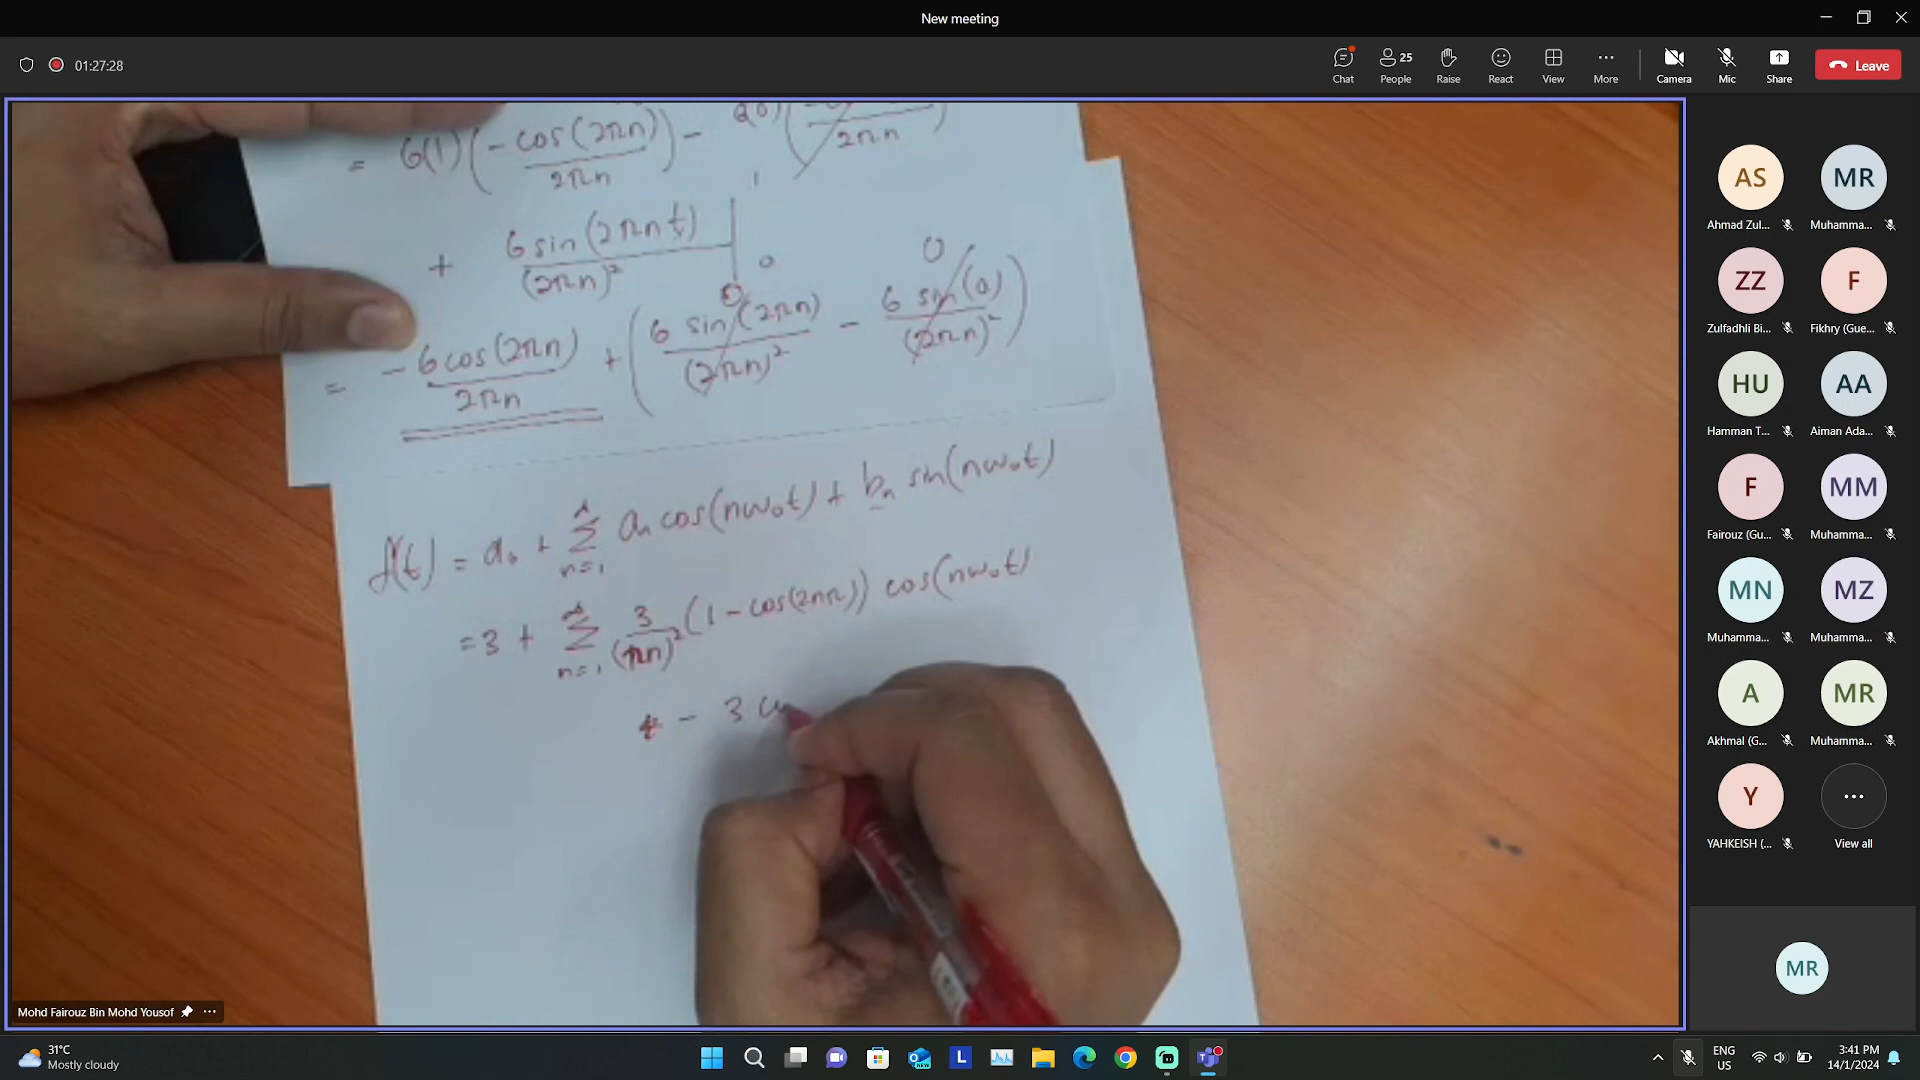 New meeting
01:27:28
Chat
People
25
Raise
React
View
More
Camera
Mic
Share
Leave
= 6(1)(-cos(2πn)/2πn) -
2πn
+ 6 sin(2πnt)/(2πn)² | 0
= -6cos(2πn)/2πn + (6 sin(2πn)/(2πn)² - 6 sin(0)/(2πn)²)
0
0
f(t) = a₀ + Σ n=1 aₙ cos(nω₀t) + bₙ sin(nω₀t)
= 3 + Σ n=1 3/(πn)² (1 - cos(2nπ)) cos(nω₀t)
+ - 3
Mohd Fairouz Bin Mohd Yousof
...
AS
Ahmad Zul...
MR
Muhamma...
ZZ
Zulfadhli Bi...
F
Fikhry (Gue...
HU
Hamman T...
AA
Aiman Ada...
F
Fairouz (Gu...
MM
Muhamma...
MN
Muhamma...
MZ
Muhamma...
A
Akhmal (G...
MR
Muhamma...
Y
YAHKEISH (...
...
View all
MR
31°C
Mostly cloudy
NEW
L
ENG
US
3:41 PM
14/1/2024